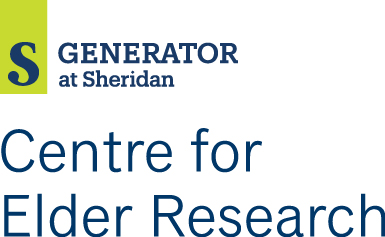 S
GENERATOR
at Sheridan
Centre for
Elder Research